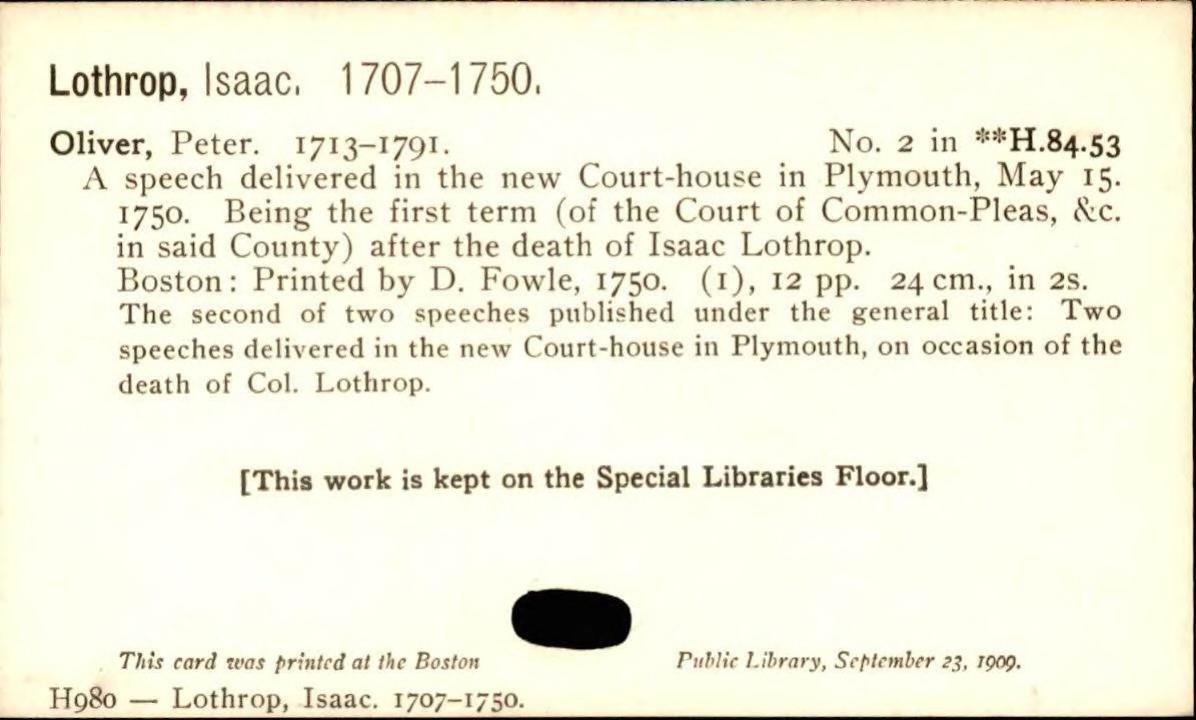 Lothrop, Isaac. 1707–1750.
Oliver, Peter. 1713–1791. No. 2 in **H.84.53
A speech delivered in the new Court-house in Plymouth, May 15.
1750. Being the first term (of the Court of Common-Pleas, &c.
in said County) after the death of Isaac Lothrop.
Boston: Printed by D. Fowle, 1750. (1), 12 pp. 24 cm., in 2s.
The second of two speeches published under the general title: Two
speeches delivered in the new Court-house in Plymouth, on occasion of the
death of Col. Lothrop.
[This work is kept on the Special Libraries Floor.]
This card was printed at the Boston Public Library, September 23, 1909.
H980 — Lothrop, Isaac. 1707–1750.